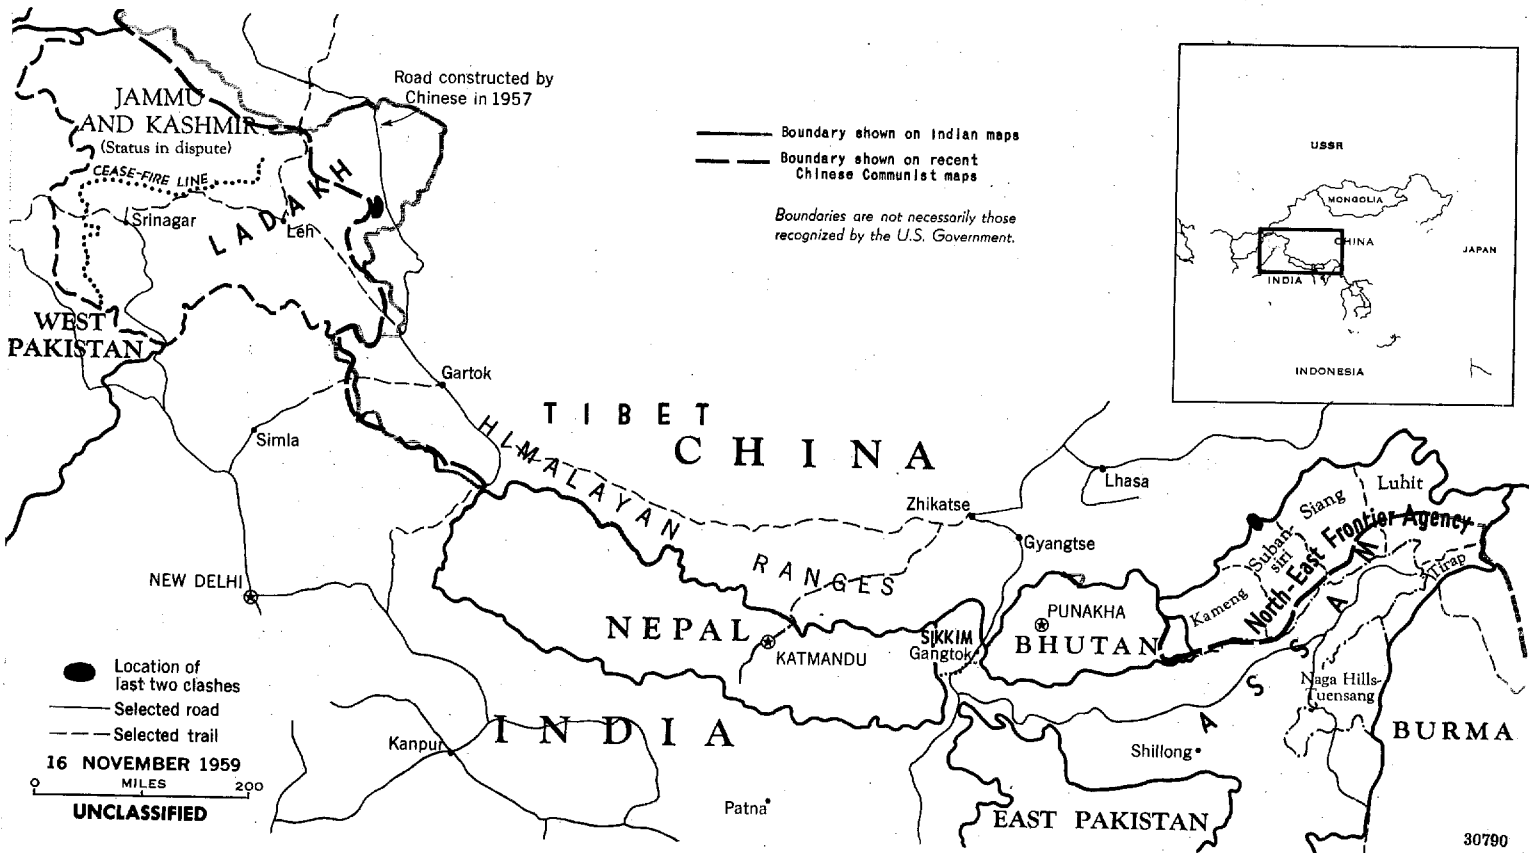 Road constructed by
Chinese in 1957
JAMMU
AND KASHMIR
(Status in dispute)
CEASE-FIRE LINE
Srinagar
LADAKH
Leh
WEST
PAKISTAN
Boundary shown on Indian maps
Boundary shown on recent
Chinese Communist maps
Boundaries are not necessarily those
recognized by the U.S. Government.
USSR
MONGOLIA
CHINA
JAPAN
INDIA
INDONESIA
Gartok
Simla
TIBET
CHINA
HIMALAYAN RANGES
Lhasa
Zhikatse
Gyangtse
Luhit
Siang
Suban-
siri
Kameng
North-East Frontier Agency
Tirap
NEW DELHI
NEPAL
KATMANDU
SIKKIM
Gangtok
PUNAKHA
BHUTAN
ASSAM
Naga Hills-
Tuensang
BURMA
INDIA
Kanpur
Patna
Shillong
EAST PAKISTAN
Location of
last two clashes
Selected road
Selected trail
16 NOVEMBER 1959
0 MILES 200
UNCLASSIFIED
30790